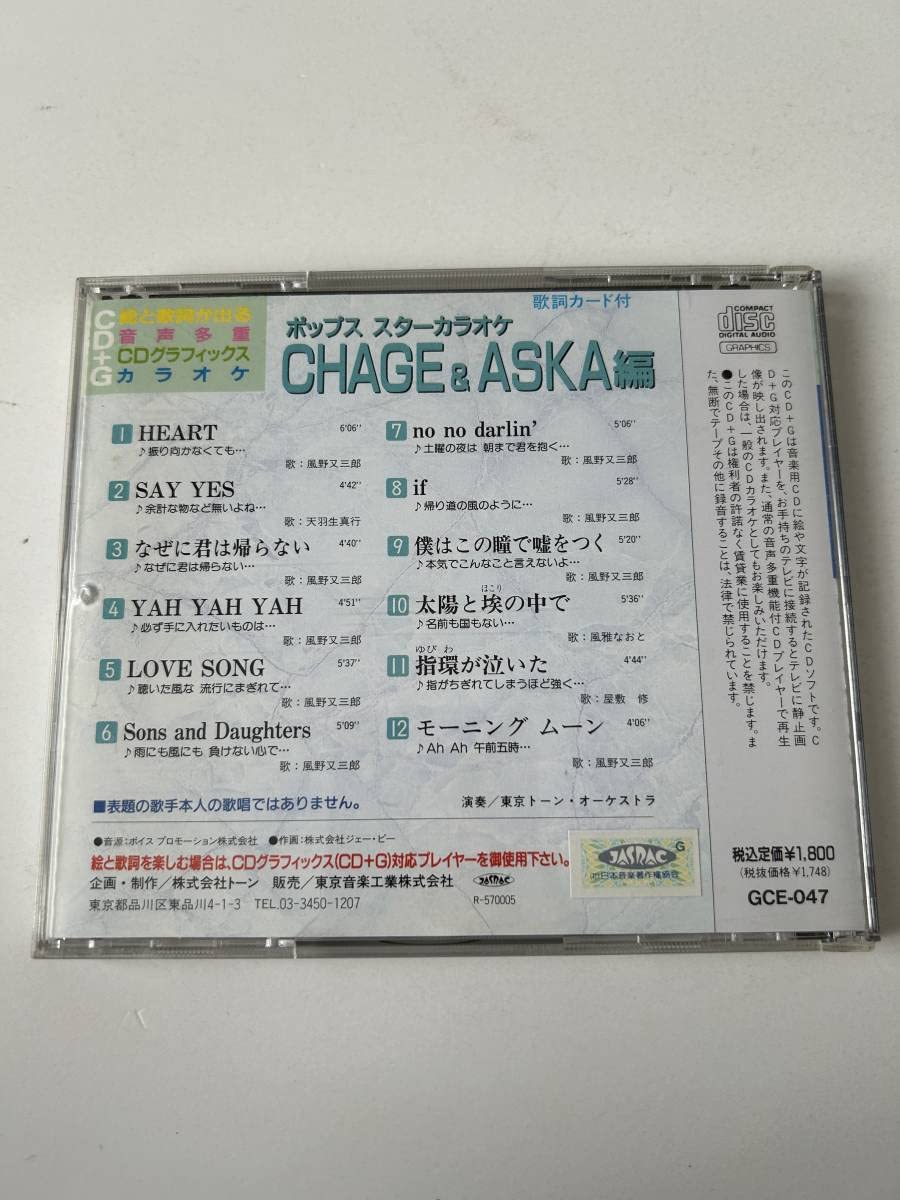 CD+G
絵と歌詞が出る
音声多重
CDグラフィックス
カラオケ
歌詞カード付
ポップス スターカラオケ
CHAGE & ASKA編
COMPACT
disc
DIGITAL AUDIO
GRAPHICS
1 HEART 6'06"
♪振り向かなくても…
歌：風野又三郎
2 SAY YES 4'42"
♪余計な物など無いよね…
歌：天羽生真行
3 なぜに君は帰らない 4'40"
♪なぜに君は帰らない…
歌：風野又三郎
4 YAH YAH YAH 4'51"
♪必ず手に入れたいものは…
歌：風野又三郎
5 LOVE SONG 5'37"
♪聴いた風な 流行にまぎれて…
歌：風野又三郎
6 Sons and Daughters 5'09"
♪雨にも風にも 負けない心で…
歌：風野又三郎
7 no no darlin' 5'06"
♪土曜の夜は 朝まで君を抱く…
歌：風野又三郎
8 if 5'28"
♪帰り道の風のように…
歌：風野又三郎
9 僕はこの瞳で嘘をつく 5'20"
♪本気でこんなこと言えないよ…
歌：風野又三郎
ほこり
10 太陽と埃の中で 5'36"
♪名前も国もない…
歌：風雅なおと
ゆびわ
11 指環が泣いた 4'44"
♪指がちぎれてしまうほど強く…
歌：屋敷 修
12 モーニング ムーン 4'06"
♪Ah Ah 午前五時…
歌：風野又三郎
■表題の歌手本人の歌唱ではありません。
演奏／東京トーン・オーケストラ
●音源：ボイス プロモーション株式会社 ●作画：株式会社ジェー・ビー
絵と歌詞を楽しむ場合は、CDグラフィックス(CD+G)対応プレイヤーを御使用下さい。
企画・制作／株式会社トーン 販売／東京音楽工業株式会社
東京都品川区東品川4-1-3 TEL.03-3450-1207
JASRAC
R-570005
JASRAC
G
㈳日本音楽著作権協会
このCD+Gは音楽用CDに絵や文字が記録されたCDソフトです。C
D+G対応プレイヤーを、お手持ちのテレビに接続するとテレビに静止画
像が映し出されます。また、通常の音声多重機能付CDプレイヤーで再生
した場合は、一般のCDカラオケとしてもお楽しみいただけます。
●このCD+Gは権利者の許諾なく賃貸業に使用することを禁じます。ま
た、無断でテープその他に録音することは、法律で禁じられています。
税込定価¥1,800
(税抜価格¥1,748)
GCE-047